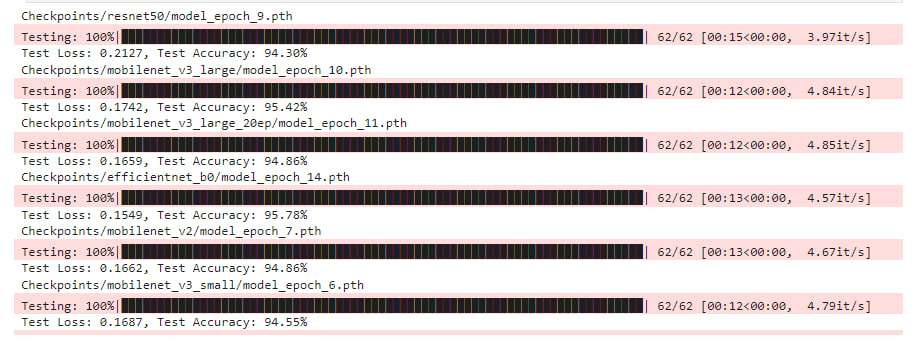 Checkpoints/resnet50/model_epoch_9.pth
Testing: 100%| | 62/62 [00:15<00:00,  3.97it/s]
Test Loss: 0.2127, Test Accuracy: 94.30%
Checkpoints/mobilenet_v3_large/model_epoch_10.pth
Testing: 100%| | 62/62 [00:12<00:00,  4.84it/s]
Test Loss: 0.1742, Test Accuracy: 95.42%
Checkpoints/mobilenet_v3_large_20ep/model_epoch_11.pth
Testing: 100%| | 62/62 [00:12<00:00,  4.85it/s]
Test Loss: 0.1659, Test Accuracy: 94.86%
Checkpoints/efficientnet_b0/model_epoch_14.pth
Testing: 100%| | 62/62 [00:13<00:00,  4.57it/s]
Test Loss: 0.1549, Test Accuracy: 95.78%
Checkpoints/mobilenet_v2/model_epoch_7.pth
Testing: 100%| | 62/62 [00:13<00:00,  4.67it/s]
Test Loss: 0.1662, Test Accuracy: 94.86%
Checkpoints/mobilenet_v3_small/model_epoch_6.pth
Testing: 100%| | 62/62 [00:12<00:00,  4.79it/s]
Test Loss: 0.1687, Test Accuracy: 94.55%